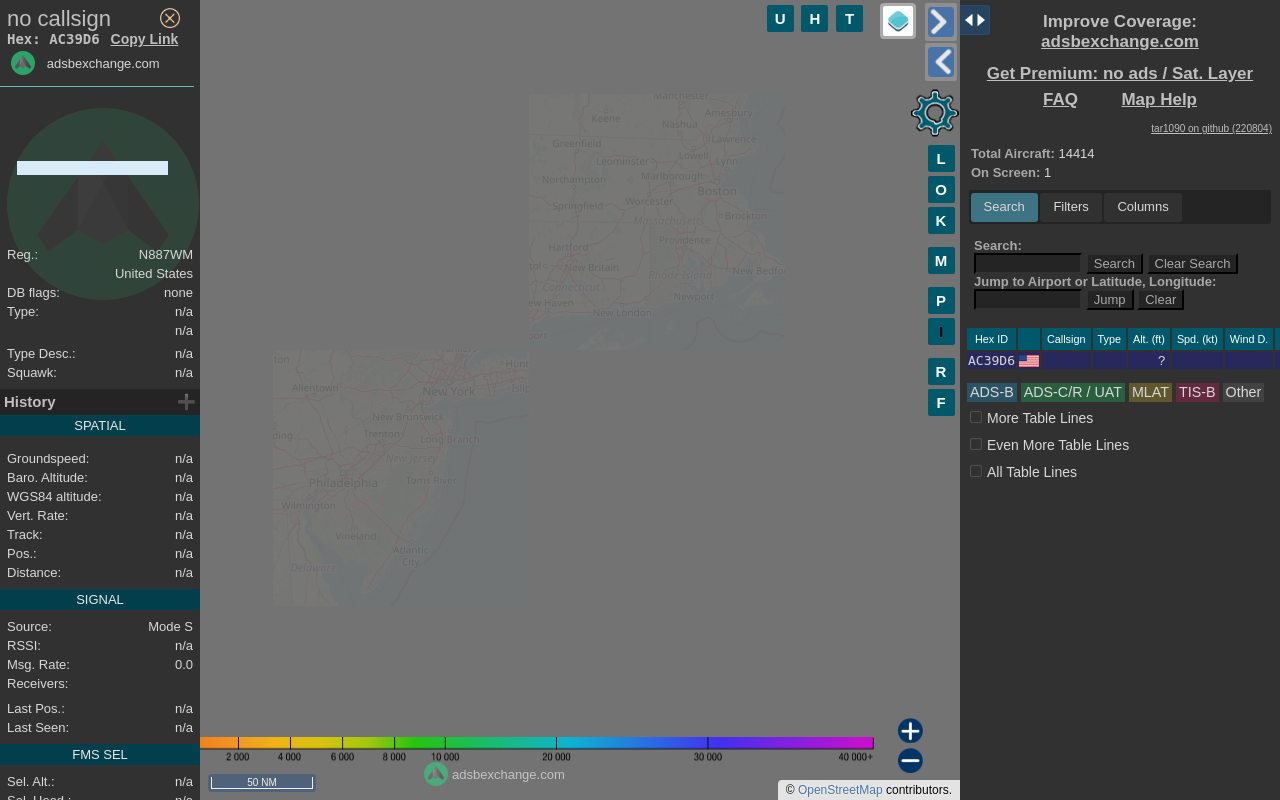 no callsign
Hex: AC39D6 Copy Link
adsbexchange.com
Reg.: N887WM
United States
DB flags: none
Type: n/a
n/a
Type Desc.: n/a
Squawk: n/a
History
SPATIAL
Groundspeed: n/a
Baro. Altitude: n/a
WGS84 altitude: n/a
Vert. Rate: n/a
Track: n/a
Pos.: n/a
Distance: n/a
SIGNAL
Source: Mode S
RSSI: n/a
Msg. Rate: 0.0
Receivers:
Last Pos.: n/a
Last Seen: n/a
FMS SEL
Sel. Alt.: n/a
Sel. Head.: n/a
U H T
L
O
K
M
P
I
R
F
Manchester
Keene
Amesbury
Nashua
Lawrence
Greenfield
Lowell
Leominster
Lynn
Northampton
Marlborough
Boston
Springfield
Worcester
Massachusetts
Brockton
Providence
Hartford
New Britain
Rhode Island
New Bedfo
Connecticut
Newport
ew Haven
New London
port
ton
Hunt
Allentown
New York
Islic
New Brunswick
ding
Trenton
Long Branch
New Jersey
Philadelphia
Toms River
Wilmington
Vineland
Atlantic
City
Delaware
2 000 4 000 6 000 8 000 10 000 20 000 30 000 40 000+
adsbexchange.com
50 NM
© OpenStreetMap contributors.
Improve Coverage:
adsbexchange.com
Get Premium: no ads / Sat. Layer
FAQ Map Help
tar1090 on github (220804)
Total Aircraft: 14414
On Screen: 1
Search Filters Columns
Search:
Search Clear Search
Jump to Airport or Latitude, Longitude:
Jump Clear
Hex ID Callsign Type Alt. (ft) Spd. (kt) Wind D.
AC39D6 ?
ADS-B ADS-C/R / UAT MLAT TIS-B Other
More Table Lines
Even More Table Lines
All Table Lines